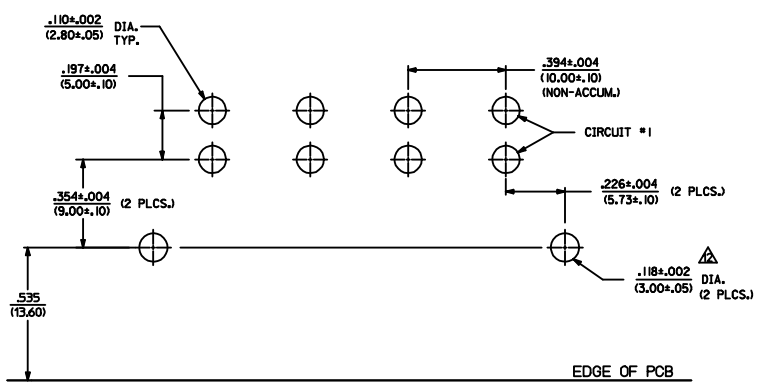 .110±.002 DIA.
(2.80±.05) TYP.
.197±.004
(5.00±.10)
.394±.004
(10.00±.10)
(NON-ACCUM.)
CIRCUIT #1
.354±.004 (2 PLCS.)
(9.00±.10)
.226±.004 (2 PLCS.)
(5.73±.10)
12
.118±.002 DIA.
(3.00±.05) (2 PLCS.)
.535
(13.60)
EDGE OF PCB